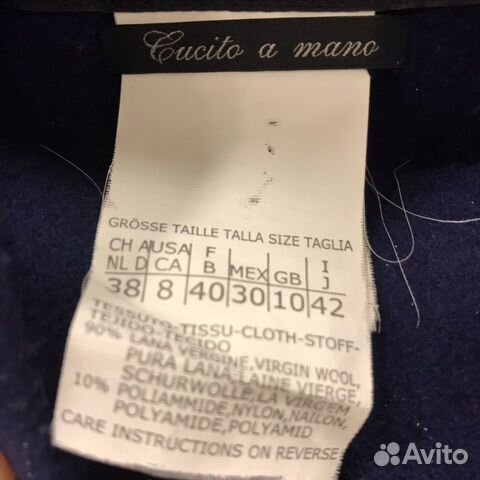 Cucito a mano
GRÖSSE TAILLE TALLA SIZE TAGLIA
CH A USA F I
NL D CA B MEX GB J
38 8 40 30 10 42
TESSUTO-TISSU-CLOTH-STOFF-
TEJIDO-TECIDO
90% LANA VERGINE,VIRGIN WOOL,
PURA LANA,LAINE VIERGE,
SCHURWOLLE,LA VIRGEM
10% POLIAMMIDE,NYLON,NAILON,
POLYAMIDE,POLYAMID
CARE INSTRUCTIONS ON REVERSE
Avito